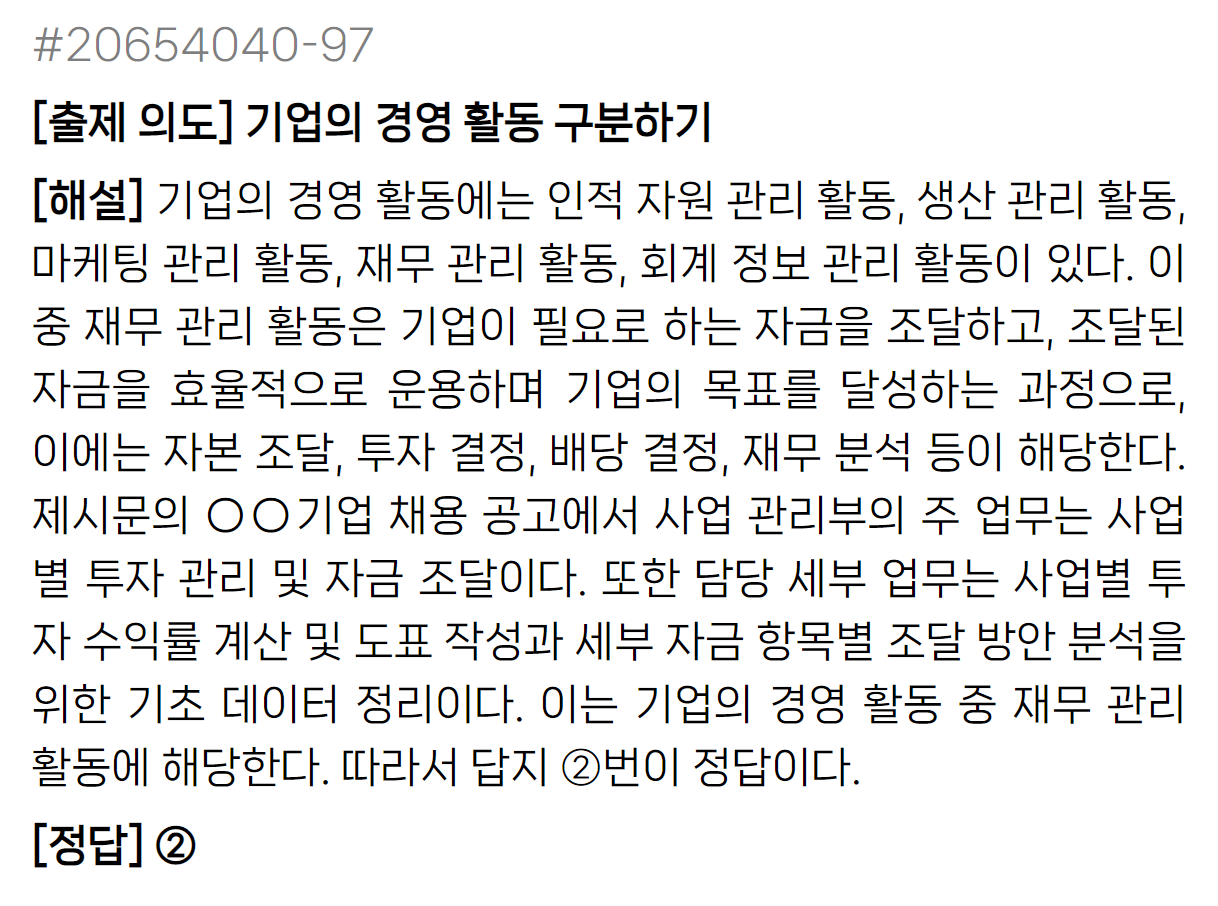 #20654040-97
[출제 의도] 기업의 경영 활동 구분하기
[해설] 기업의 경영 활동에는 인적 자원 관리 활동, 생산 관리 활동,
마케팅 관리 활동, 재무 관리 활동, 회계 정보 관리 활동이 있다. 이
중 재무 관리 활동은 기업이 필요로 하는 자금을 조달하고, 조달된
자금을 효율적으로 운용하며 기업의 목표를 달성하는 과정으로,
이에는 자본 조달, 투자 결정, 배당 결정, 재무 분석 등이 해당한다.
제시문의 ○○기업 채용 공고에서 사업 관리부의 주 업무는 사업
별 투자 관리 및 자금 조달이다. 또한 담당 세부 업무는 사업별 투
자 수익률 계산 및 도표 작성과 세부 자금 항목별 조달 방안 분석을
위한 기초 데이터 정리이다. 이는 기업의 경영 활동 중 재무 관리
활동에 해당한다. 따라서 답지 ②번이 정답이다.
[정답] ②